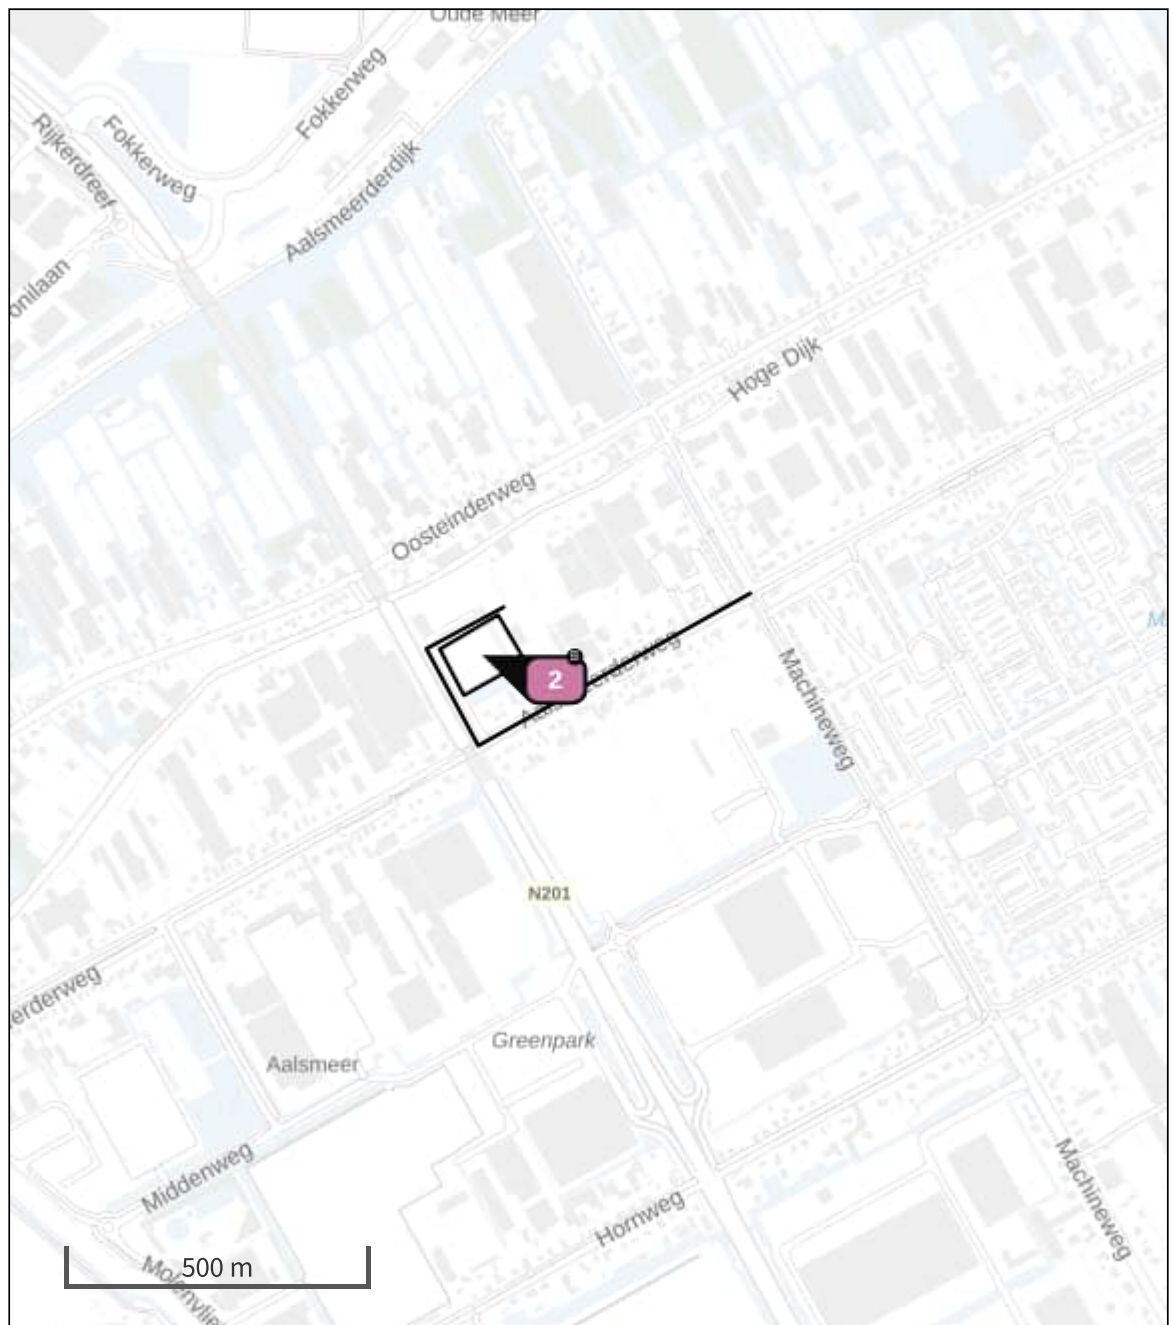 Oude Meer
Fokkerweg
Fokkerweg
Rijkerdreef
Aalsmeerderdijk
onilaan
Hoge Dijk
Oosteinderweg
2
erderweg
Machineweg
N201
erderweg
Greenpark
Aalsmeer
Middenweg
Hornweg
Machineweg
500 m
M